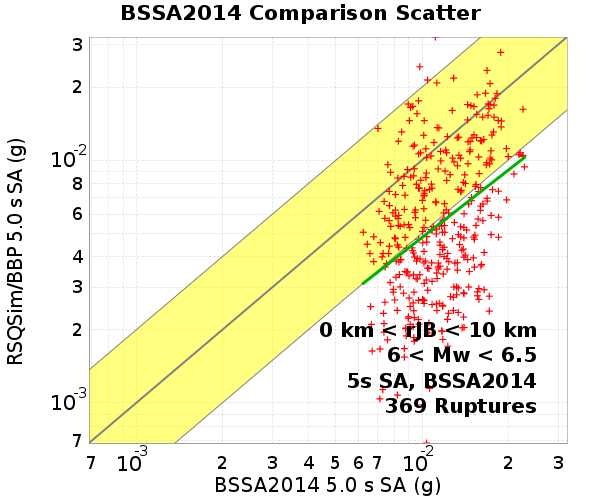 BSSA2014 Comparison Scatter
RSQSim/BBP 5.0 s SA (g)
3
2
10-2
8
6
4
3
2
10-3
7
0 km < rJB < 10 km
6 < Mw < 6.5
5s SA, BSSA2014
369 Ruptures
7 10-3 2 3 4 5 6 7 10-2 2 3
BSSA2014 5.0 s SA (g)